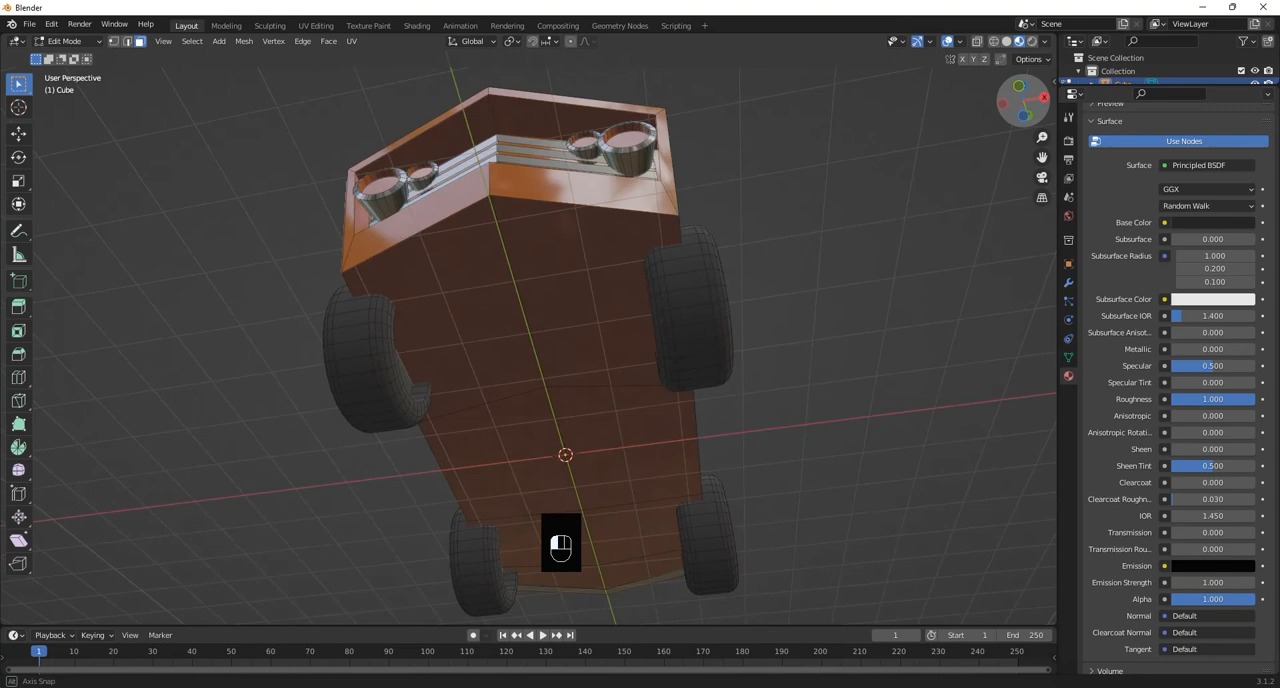 Blender
File Edit Render Window Help Layout Modeling Sculpting UV Editing Texture Paint Shading Animation Rendering Compositing Geometry Nodes Scripting + Scene ViewLayer
Edit Mode View Select Add Mesh Vertex Edge Face UV Global
X Y Z Options
User Perspective
(1) Cube
X
Scene Collection
Collection
Preview
Surface
Use Nodes
Surface Principled BSDF
GGX
Random Walk
Base Color
Subsurface 0.000
Subsurface Radius 1.000
0.200
0.100
Subsurface Color
Subsurface IOR 1.400
Subsurface Anisot... 0.000
Metallic 0.000
Specular 0.500
Specular Tint 0.000
Roughness 1.000
Anisotropic 0.000
Anisotropic Rotati... 0.000
Sheen 0.000
Sheen Tint 0.500
Clearcoat 0.000
Clearcoat Roughn... 0.030
IOR 1.450
Transmission 0.000
Transmission Rou... 0.000
Emission
Emission Strength 1.000
Alpha 1.000
Normal Default
Clearcoat Normal Default
Tangent Default
Volume
Playback Keying View Marker 1 Start 1 End 250
1 10 20 30 40 50 60 70 80 90 100 110 120 130 140 150 160 170 180 190 200 210 220 230 240 250
Alt Axis Snap 3.1.2